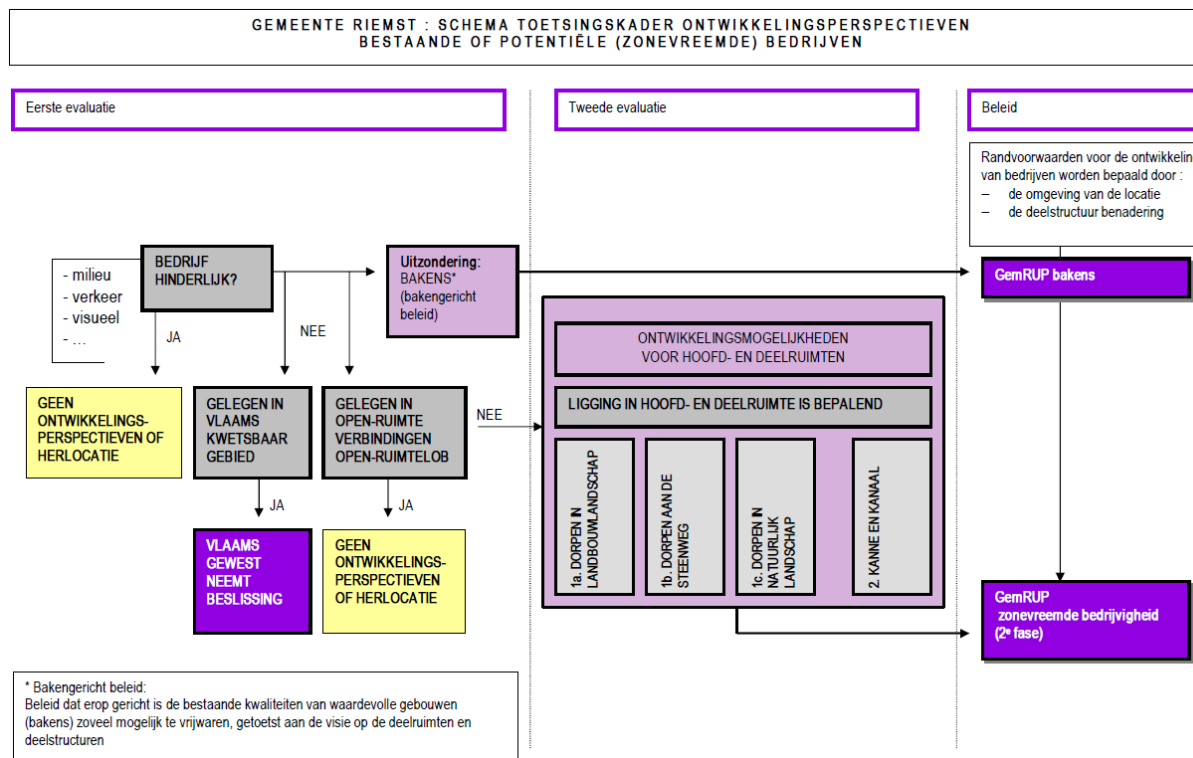 GEMEENTE RIEMST : SCHEMA TOETSINGSKADER ONTWIKKELINGSPERSPECTIEVEN
BESTAANDE OF POTENTIËLE (ZONEVREEMDE) BEDRIJVEN
Eerste evaluatie
Tweede evaluatie
Beleid
Randvoorwaarden voor de ontwikkelin
van bedrijven worden bepaald door :
– de omgeving van de locatie
– de deelstructuur benadering
- milieu
- verkeer
- visueel
- ...
BEDRIJF
HINDERLIJK?
JA
NEE
Uitzondering:
BAKENS*
(bakengericht
beleid)
GemRUP bakens
GEEN
ONTWIKKELINGS-
PERSPECTIEVEN OF
HERLOCATIE
GELEGEN IN
VLAAMS
KWETSBAAR
GEBIED
GELEGEN IN
OPEN-RUIMTE
VERBINDINGEN
OPEN-RUIMTELOB
NEE
JA
JA
VLAAMS
GEWEST
NEEMT
BESLISSING
GEEN
ONTWIKKELINGS-
PERSPECTIEVEN
OF HERLOCATIE
ONTWIKKELINGSMOGELIJKHEDEN
VOOR HOOFD- EN DEELRUIMTEN
LIGGING IN HOOFD- EN DEELRUIMTE IS BEPALEND
1a. DORPEN IN
LANDBOUWLANDSCHAP
1b. DORPEN AAN DE
STEENWEG
1c. DORPEN IN
NATUURLIJK
LANDSCHAP
2. KANNE EN KANAAL
GemRUP
zonevreemde bedrijvigheid
(2e fase)
* Bakengericht beleid:
Beleid dat erop gericht is de bestaande kwaliteiten van waardevolle gebouwen
(bakens) zoveel mogelijk te vrijwaren, getoetst aan de visie op de deelruimten en
deelstructuren